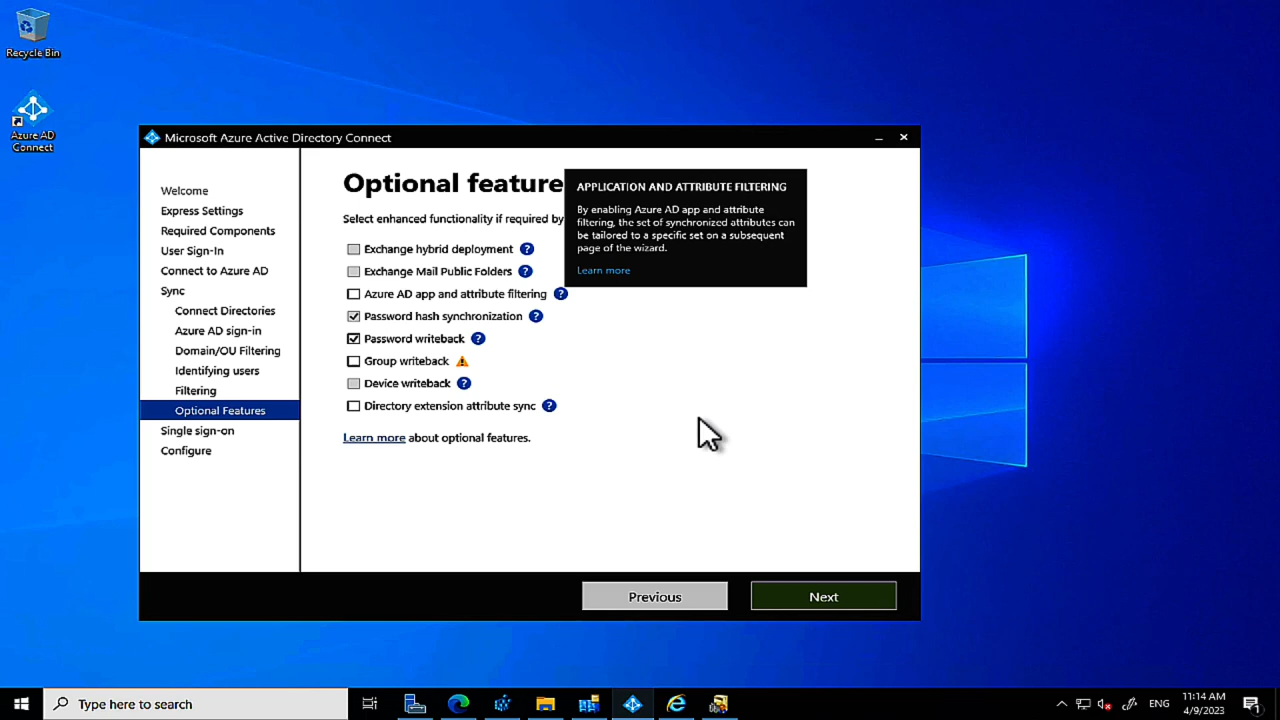 Recycle Bin
Azure AD
Connect
Microsoft Azure Active Directory Connect
Welcome
Express Settings
Required Components
User Sign-In
Connect to Azure AD
Sync
Connect Directories
Azure AD sign-in
Domain/OU Filtering
Identifying users
Filtering
Optional Features
Single sign-on
Configure
Optional feature
Select enhanced functionality if required by
Exchange hybrid deployment ?
Exchange Mail Public Folders ?
Azure AD app and attribute filtering ?
Password hash synchronization ?
Password writeback ?
Group writeback
Device writeback ?
Directory extension attribute sync ?
Learn more about optional features.
APPLICATION AND ATTRIBUTE FILTERING
By enabling Azure AD app and attribute
filtering, the set of synchronized attributes can
be tailored to a specific set on a subsequent
page of the wizard.
Learn more
Previous
Next
Type here to search
ENG
11:14 AM
4/9/2023
1